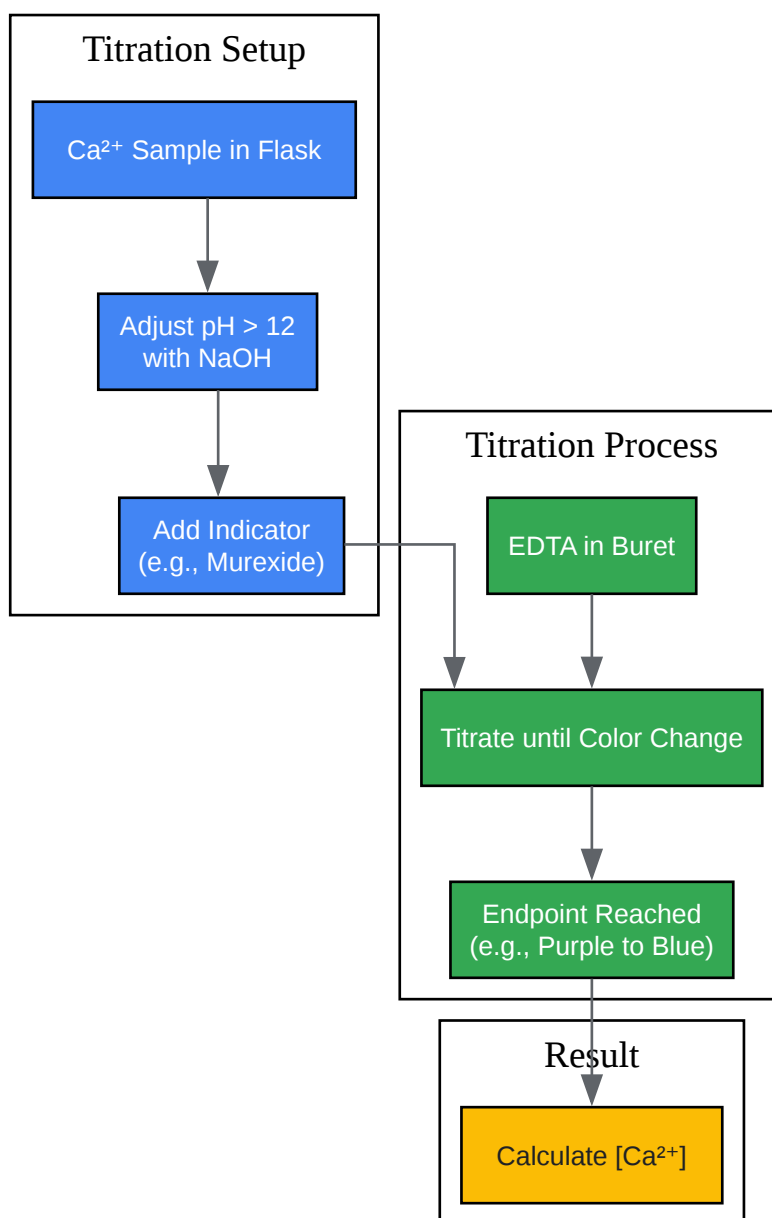 Titration Setup
Ca²⁺ Sample in Flask
Adjust pH > 12
with NaOH
Add Indicator
(e.g., Murexide)
Titration Process
EDTA in Buret
Titrate until Color Change
Endpoint Reached
(e.g., Purple to Blue)
Result
Calculate [Ca²⁺]